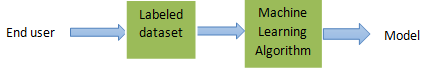 End user
Labeled
dataset
Machine
Learning
Algorithm
Model